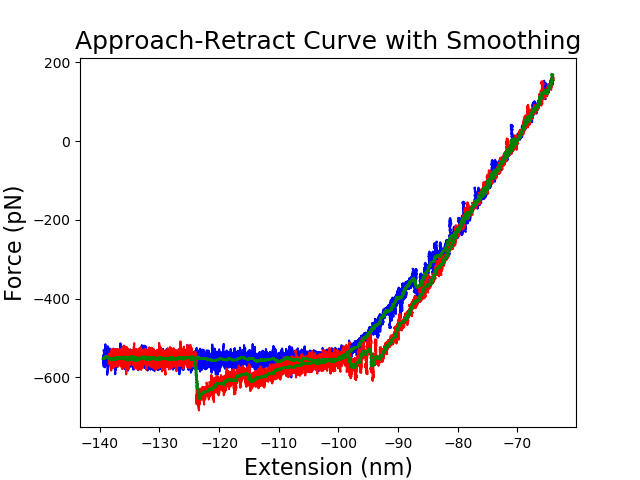 Approach-Retract Curve with Smoothing
200
0
−200
−400
−600
Force (pN)
−140 −130 −120 −110 −100 −90 −80 −70
Extension (nm)